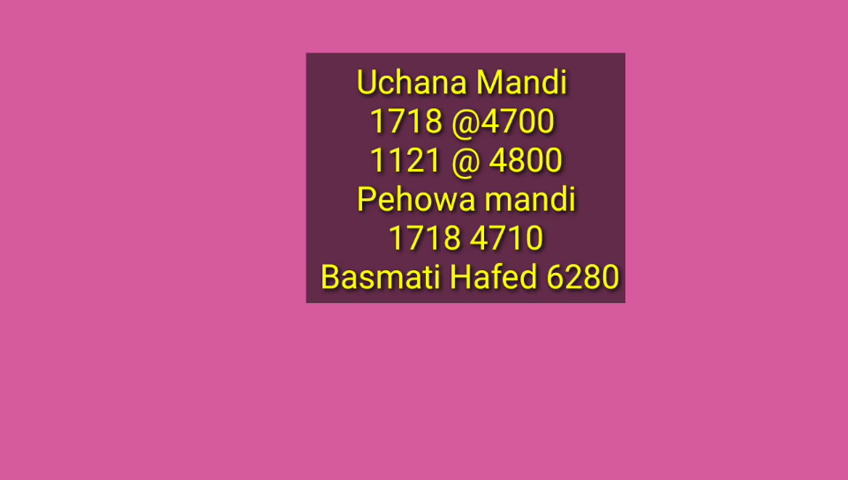 Uchana Mandi
1718 @4700
1121 @ 4800
Pehowa mandi
1718 4710
Basmati Hafed 6280